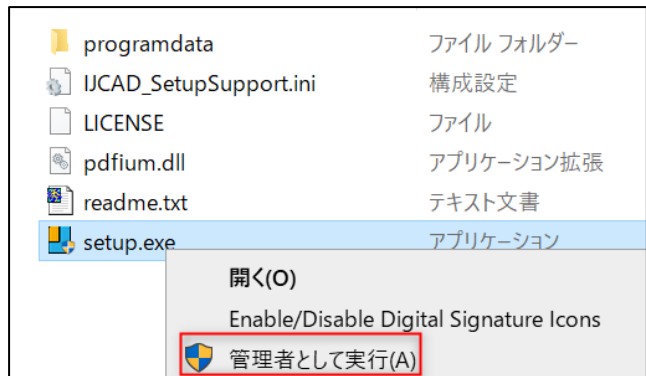 programdata ファイル フォルダー
IJCAD_SetupSupport.ini 構成設定
LICENSE ファイル
pdfium.dll アプリケーション拡張
readme.txt テキスト文書
setup.exe アプリケーション
開く(O)
Enable/Disable Digital Signature Icons
管理者として実行(A)